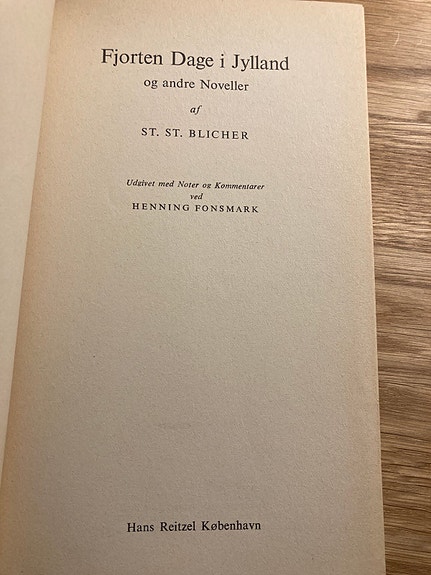 Fjorten Dage i Jylland
og andre Noveller
af
ST. ST. BLICHER
Udgivet med Noter og Kommentarer
ved
HENNING FONSMARK
Hans Reitzel København